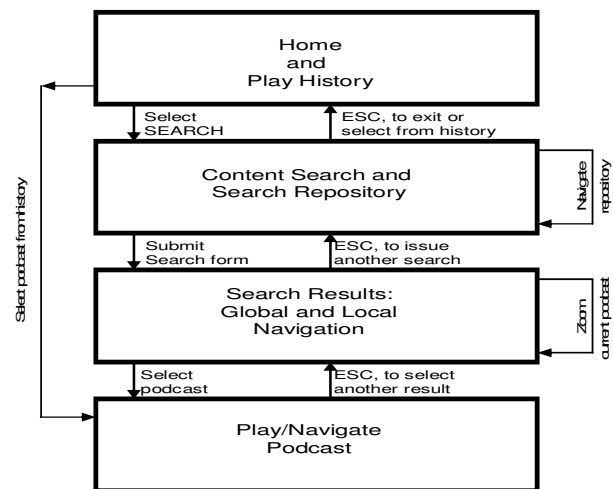 Home
and
Play History
Select
SEARCH
ESC, to exit or
select from history
Content Search and
Search Repository
Navigate
repository
Submit
Search form
ESC, to issue
another search
Search Results:
Global and Local
Navigation
Zoom
current podcast
Select
podcast
ESC, to select
another result
Play/Navigate
Podcast
Select podcast from history